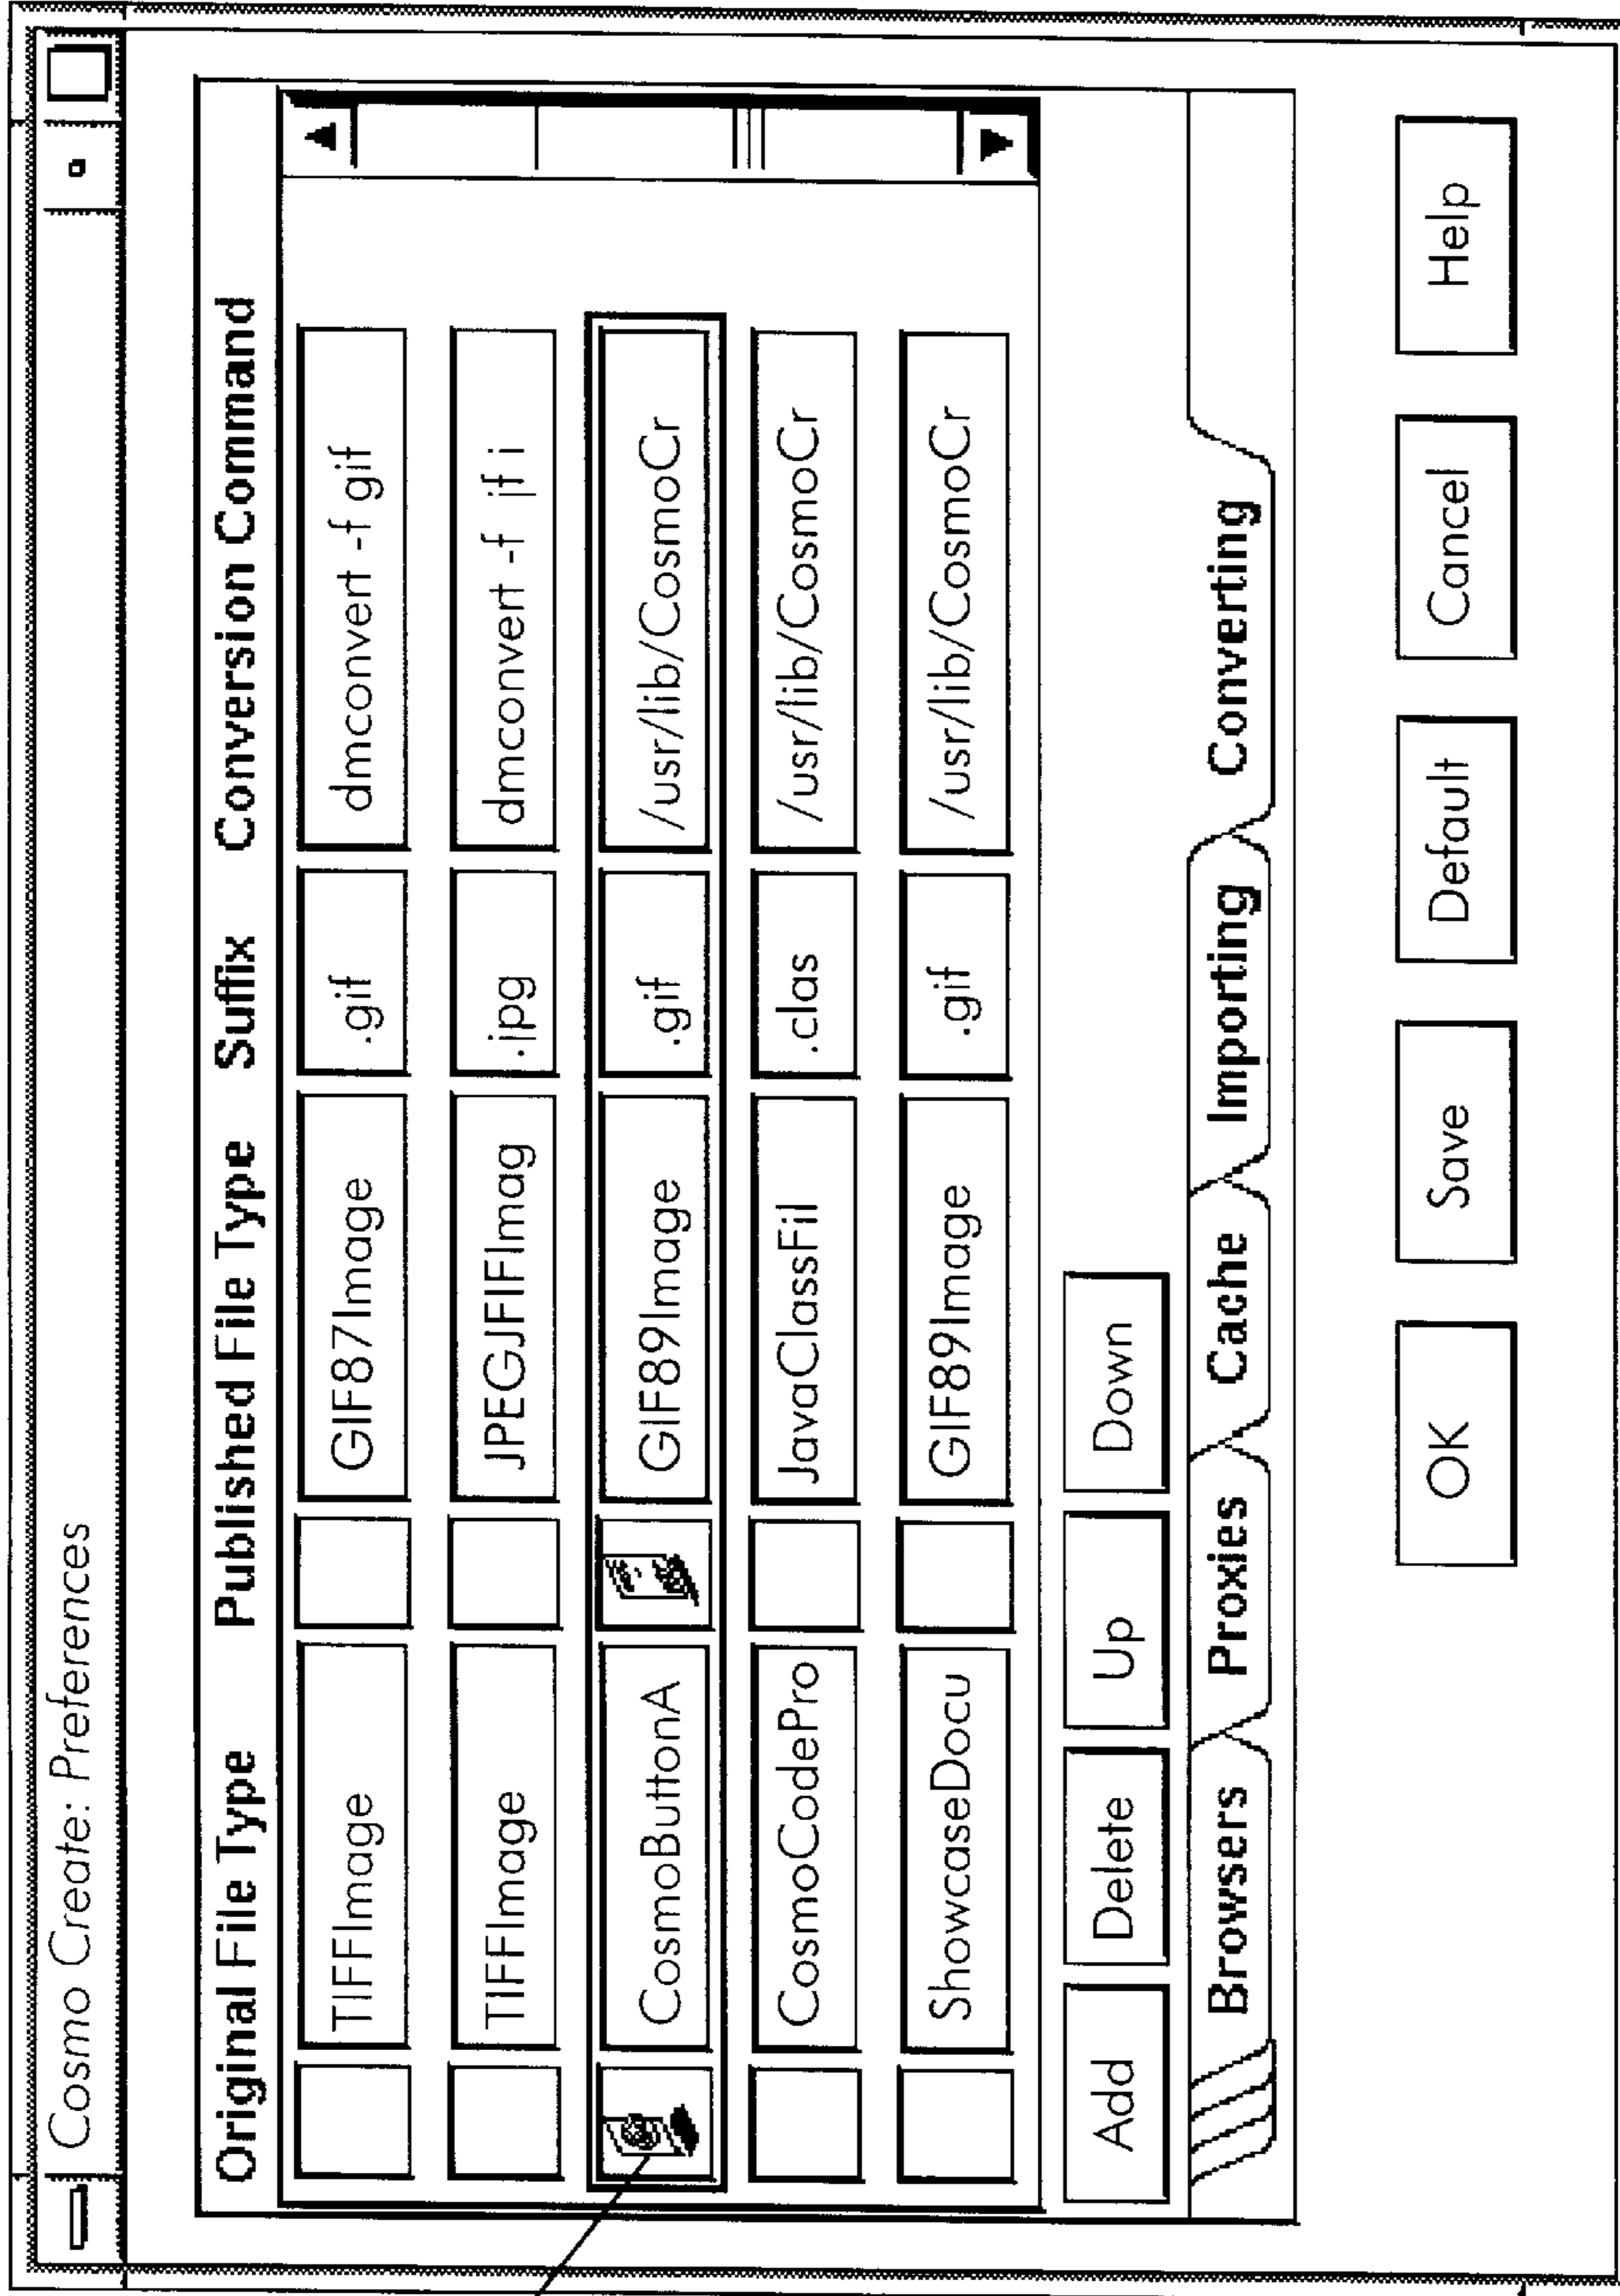 Cosmo Create: Preferences
Original File Type Published File Type Suffix Conversion Command
TIFFImage GIF87Image .gif dmconvert -f gif
TIFFImage JPEGJFIFImag .jpg dmconvert -f jfi i
CosmoButtonA GIF89Image .gif /usr/lib/CosmoCr
CosmoCodePro JavaClassFil .clas /usr/lib/CosmoCr
ShowcaseDocu GIF89Image .gif /usr/lib/CosmoCr
Add Delete Up Down
Browsers Proxies Cache Importing Converting
OK Save Default Cancel Help